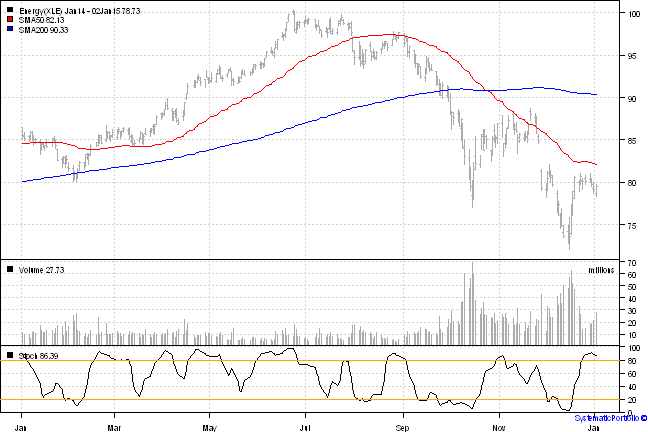 Energy(XLE) Jan14 - 02Jan15 78.73
SMA50 82.13
SMA200 90.33
100
95
90
85
80
75
Volume 27.73
millions
70
60
50
40
30
20
10
Stoch 86.39
100
80
60
40
20
0
Jan Mar May Jul Sep Nov Jan
SystematicPortfolio ©